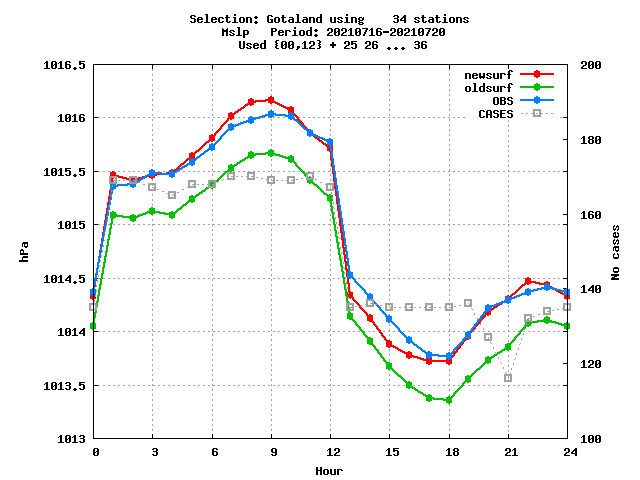 Selection: Gotaland using    34 stations
Mslp   Period: 20210716-20210720
Used {00,12} + 25 26 ... 36
newsurf
oldsurf
OBS
CASES
1016.5
1016
1015.5
1015
1014.5
1014
1013.5
1013
200
180
160
140
120
100
hPa
No cases
0 3 6 9 12 15 18 21 24
Hour